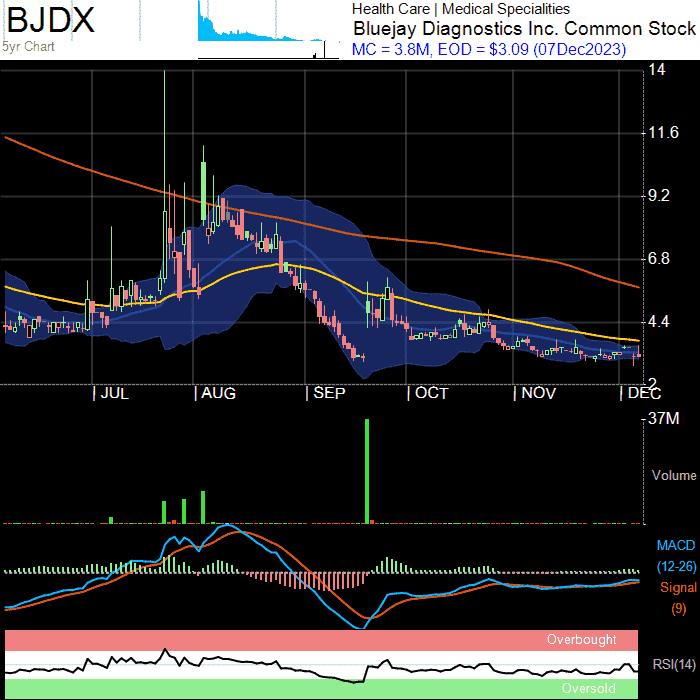 BJDX
5yr Chart
Health Care | Medical Specialities
Bluejay Diagnostics Inc. Common Stock
MC = 3.8M, EOD = $3.09 (07Dec2023)
14
11.6
9.2
6.8
4.4
2
JUL AUG SEP OCT NOV DEC
37M
Volume
MACD
(12-26)
Signal
(9)
Overbought
RSI(14)
Oversold